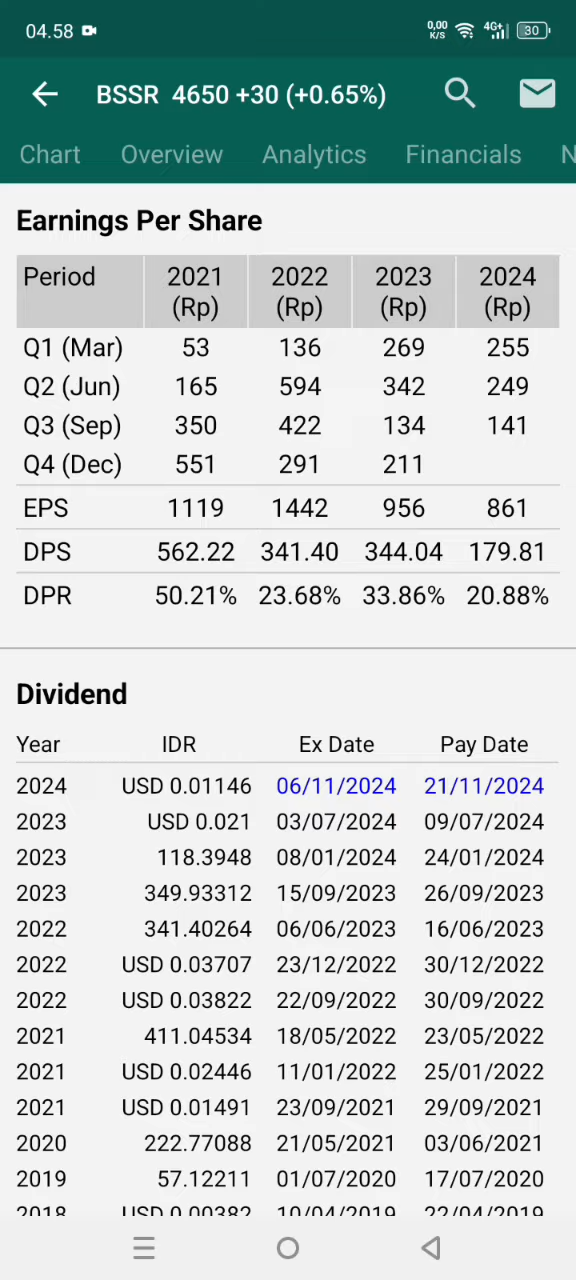 04.58
0,00 K/S 4G+ 30
BSSR 4650 +30 (+0.65%)
Chart Overview Analytics Financials N
Earnings Per Share
Period 2021 (Rp) 2022 (Rp) 2023 (Rp) 2024 (Rp)
Q1 (Mar) 53 136 269 255
Q2 (Jun) 165 594 342 249
Q3 (Sep) 350 422 134 141
Q4 (Dec) 551 291 211
EPS 1119 1442 956 861
DPS 562.22 341.40 344.04 179.81
DPR 50.21% 23.68% 33.86% 20.88%
Dividend
Year IDR Ex Date Pay Date
2024 USD 0.01146 06/11/2024 21/11/2024
2023 USD 0.021 03/07/2024 09/07/2024
2023 118.3948 08/01/2024 24/01/2024
2023 349.93312 15/09/2023 26/09/2023
2022 341.40264 06/06/2023 16/06/2023
2022 USD 0.03707 23/12/2022 30/12/2022
2022 USD 0.03822 22/09/2022 30/09/2022
2021 411.04534 18/05/2022 23/05/2022
2021 USD 0.02446 11/01/2022 25/01/2022
2021 USD 0.01491 23/09/2021 29/09/2021
2020 222.77088 21/05/2021 03/06/2021
2019 57.12211 01/07/2020 17/07/2020
2018 USD 0.00382 10/04/2019 22/04/2019